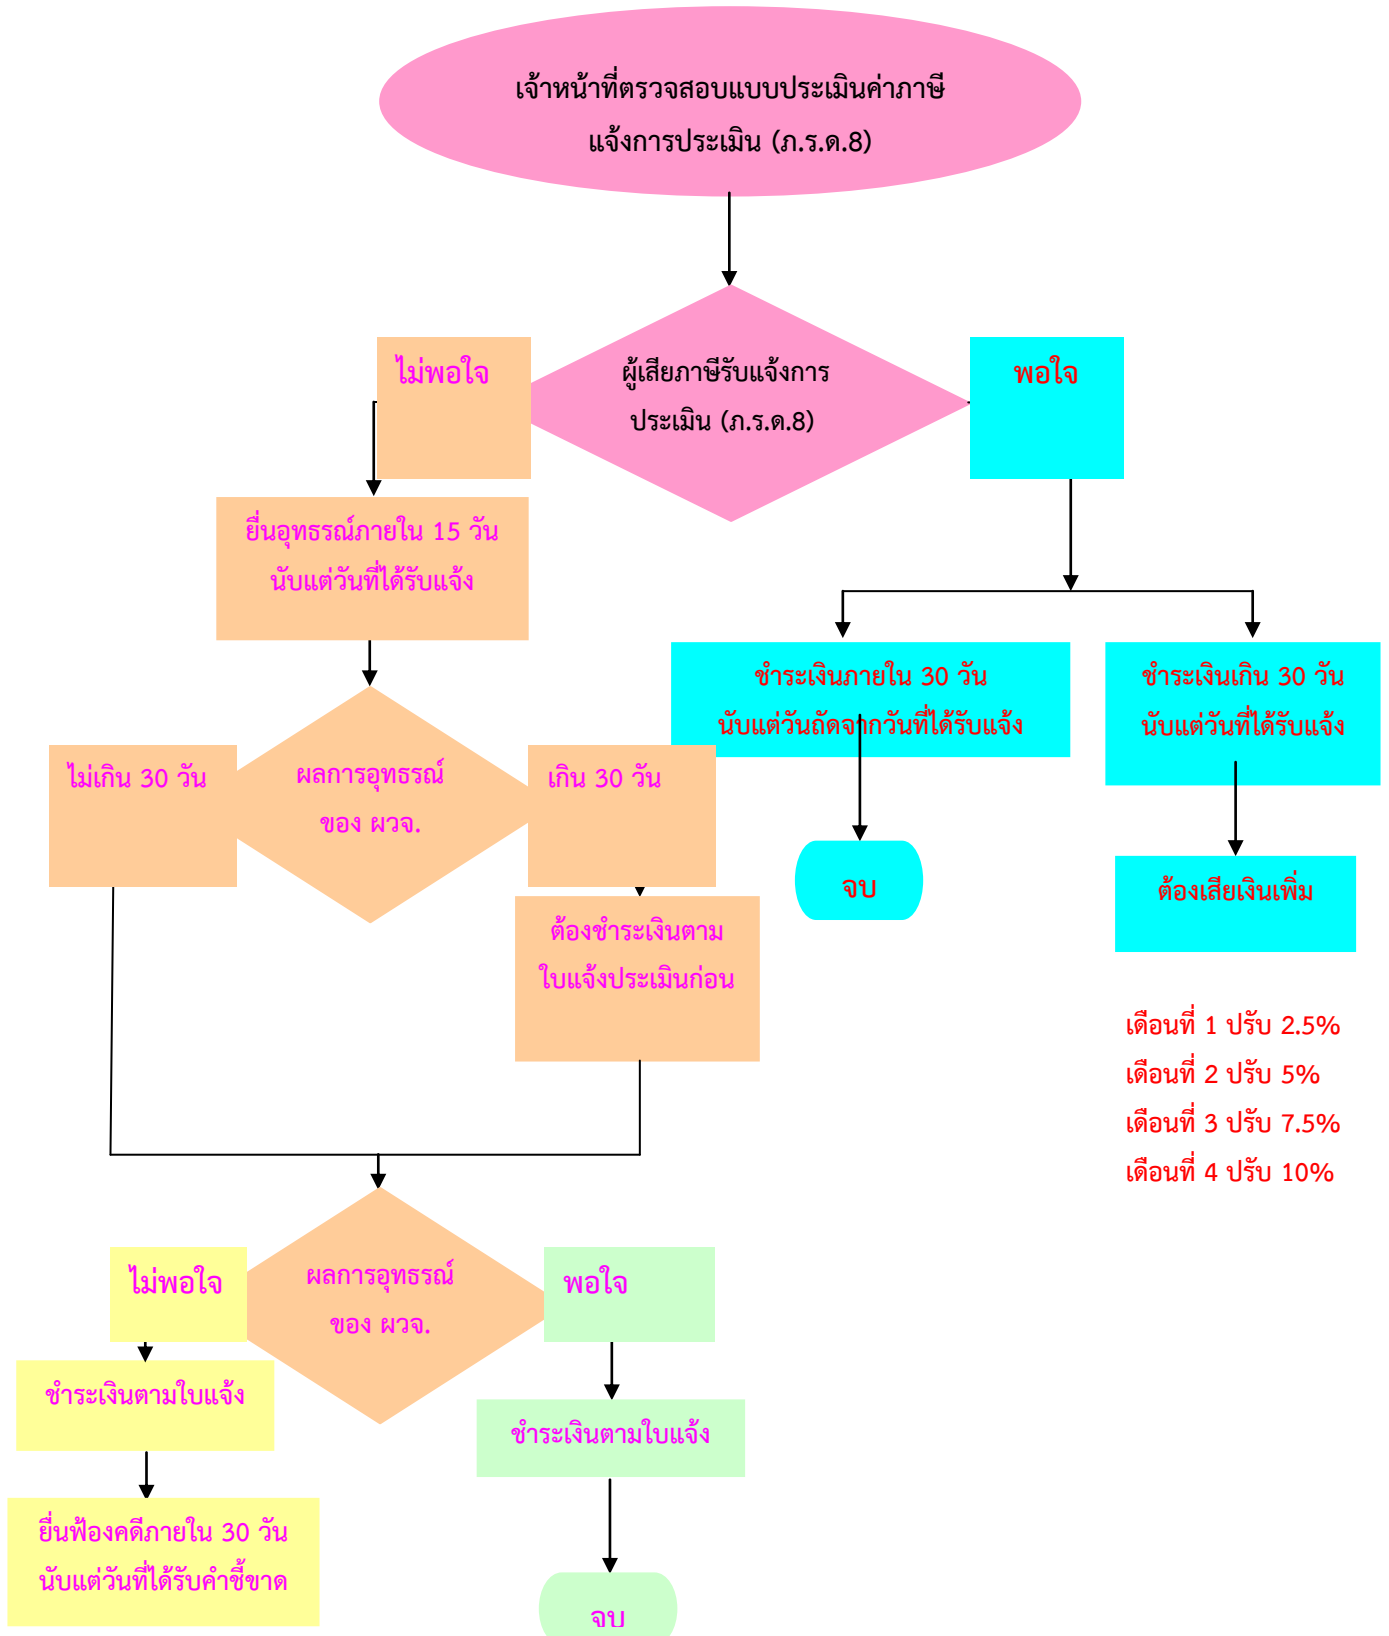 เจ้าหน้าที่ตรวจสอบแบบประเมินค่าภาษี
แจ้งการประเมิน (ภ.ร.ด.8)
ไม่พอใจ
ผู้เสียภาษีรับแจ้งการ
ประเมิน (ภ.ร.ด.8)
พอใจ
ยื่นอุทธรณ์ภายใน 15 วัน
นับแต่วันที่ได้รับแจ้ง
ชำระเงินภายใน 30 วัน
นับแต่วันถัดจากวันที่ได้รับแจ้ง
ชำระเงินเกิน 30 วัน
นับแต่วันที่ได้รับแจ้ง
ไม่เกิน 30 วัน
ผลการอุทธรณ์
ของ ผวจ.
เกิน 30 วัน
จบ
ต้องเสียเงินเพิ่ม
ต้องชำระเงินตาม
ใบแจ้งประเมินก่อน
เดือนที่ 1 ปรับ 2.5%
เดือนที่ 2 ปรับ 5%
เดือนที่ 3 ปรับ 7.5%
เดือนที่ 4 ปรับ 10%
ไม่พอใจ
ผลการอุทธรณ์
ของ ผวจ.
พอใจ
ชำระเงินตามใบแจ้ง
ชำระเงินตามใบแจ้ง
ยื่นฟ้องคดีภายใน 30 วัน
นับแต่วันที่ได้รับคำชี้ขาด
จบ